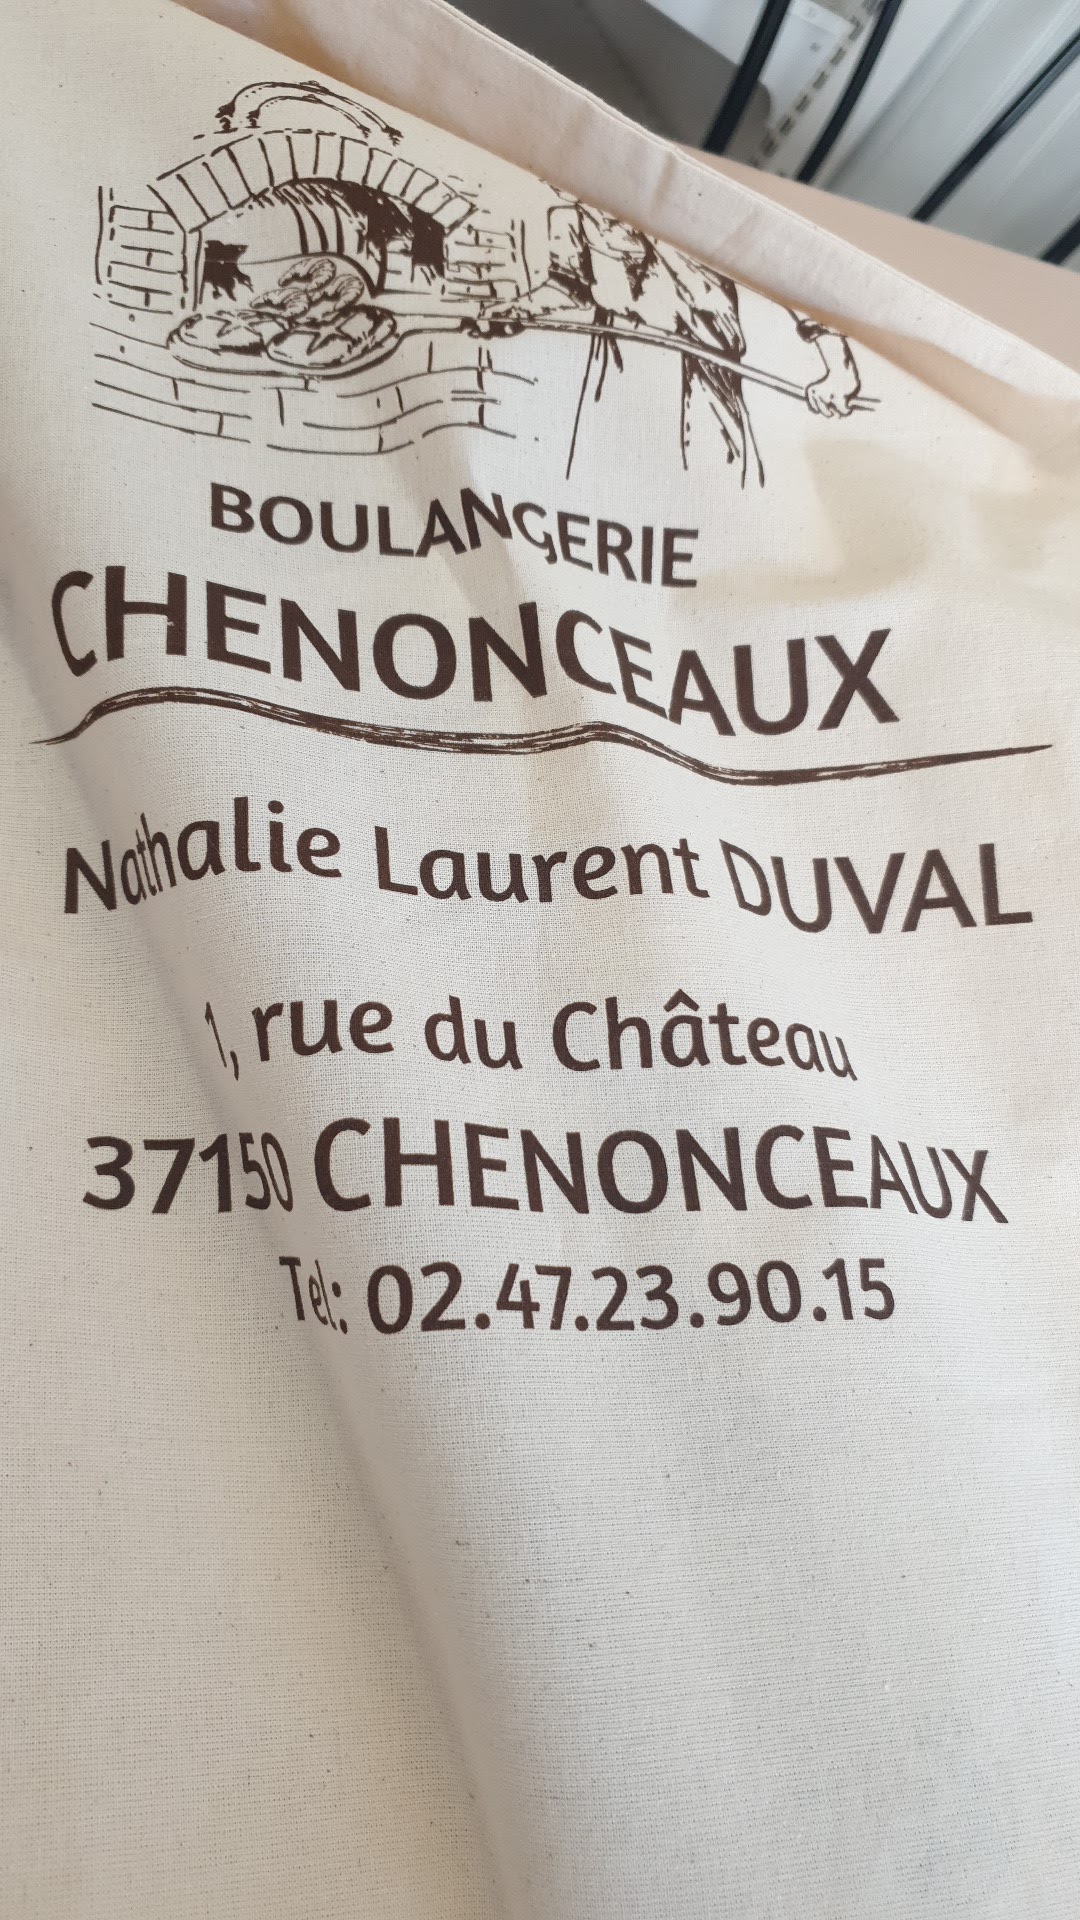 BOULANGERIE
CHENONCEAUX
Nathalie Laurent DUVAL
1, rue du Château
37150 CHENONCEAUX
Tel: 02.47.23.90.15